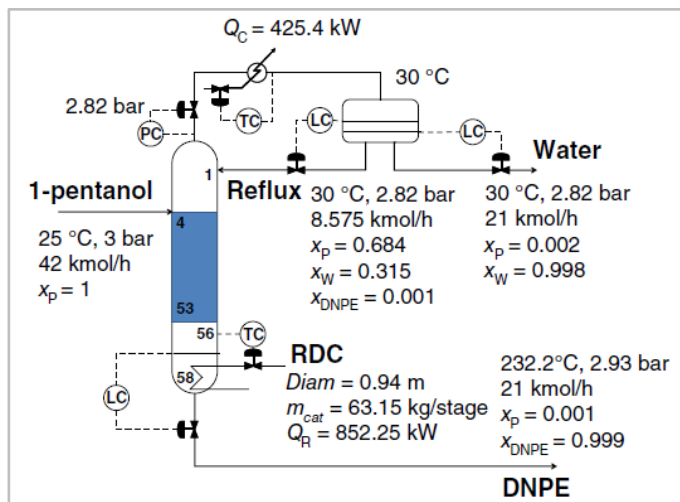 Q_C = 425.4 kW
30 °C
2.82 bar
PC
TC
LC
LC
Water
1
1-pentanol
Reflux
30 °C, 2.82 bar
8.575 kmol/h
x_P = 0.684
x_W = 0.315
x_DNPE = 0.001
30 °C, 2.82 bar
21 kmol/h
x_P = 0.002
x_W = 0.998
4
25 °C, 3 bar
42 kmol/h
x_P = 1
53
56
TC
RDC
Diam = 0.94 m
m_cat = 63.15 kg/stage
Q_R = 852.25 kW
58
LC
232.2°C, 2.93 bar
21 kmol/h
x_P = 0.001
x_DNPE = 0.999
DNPE